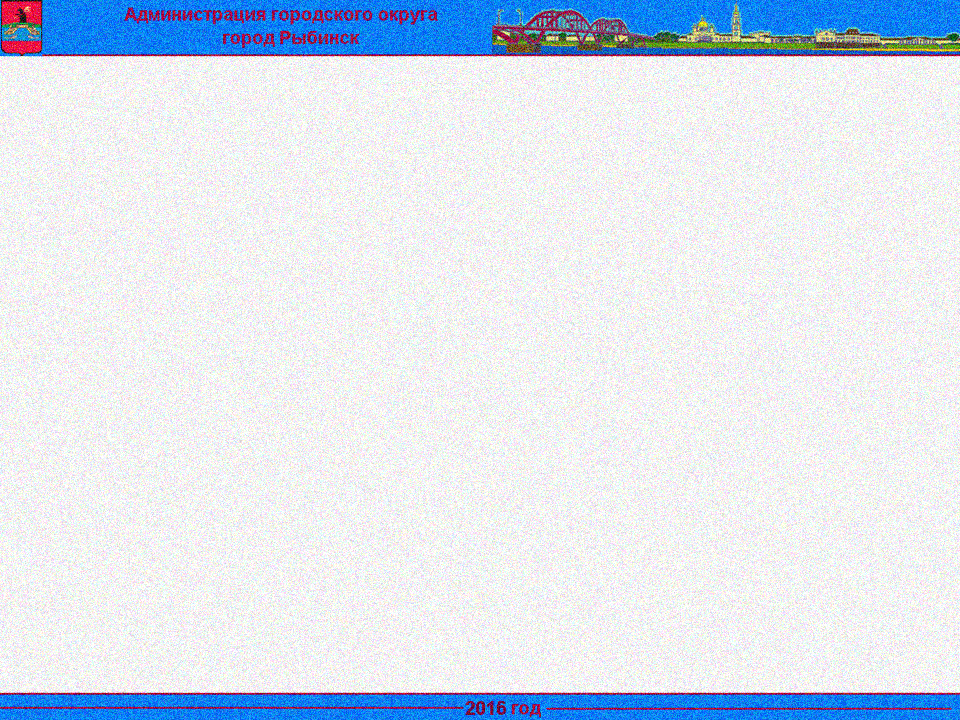 Администрация городского округа
город Рыбинск
2016 год